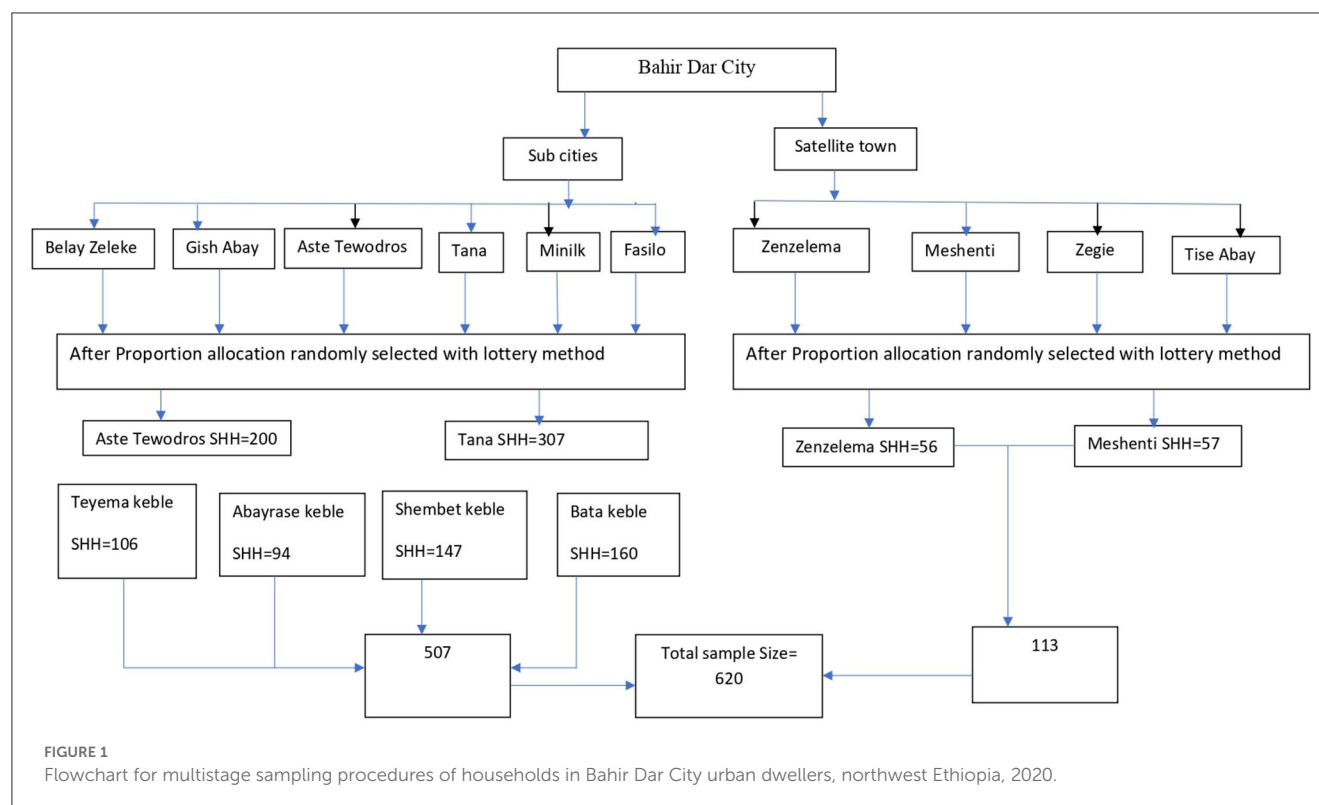 Bahir Dar City
Sub cities
Satellite town
Belay Zeleke
Gish Abay
Aste Tewodros
Tana
Minilk
Fasilo
Zenzelema
Meshenti
Zegie
Tise Abay
After Proportion allocation randomly selected with lottery method
After Proportion allocation randomly selected with lottery method
Aste Tewodros SHH=200
Tana SHH=307
Zenzelema SHH=56
Meshenti SHH=57
Teyema keble
SHH=106
Abayrase keble
SHH=94
Shembet keble
SHH=147
Bata keble
SHH=160
507
Total sample Size=
620
113
FIGURE 1
Flowchart for multistage sampling procedures of households in Bahir Dar City urban dwellers, northwest Ethiopia, 2020.